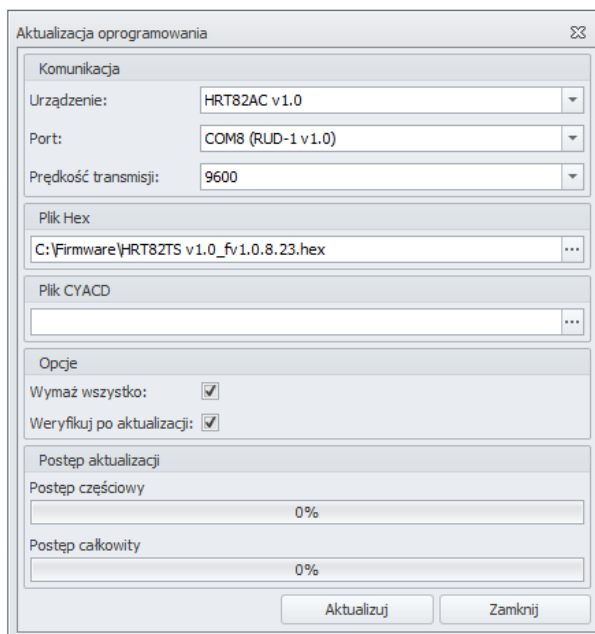 Aktualizacja oprogramowania
Komunikacja
Urządzenie: HRT82AC v1.0
Port: COM8 (RUD-1 v1.0)
Prędkość transmisji: 9600
Plik Hex
C:\Firmware\HRT82TS v1.0_fv1.0.8.23.hex
Plik CYACD
Opcje
Wymaż wszystko:
Weryfikuj po aktualizacji:
Postęp aktualizacji
Postęp częściowy
0%
Postęp całkowity
0%
Aktualizuj Zamknij